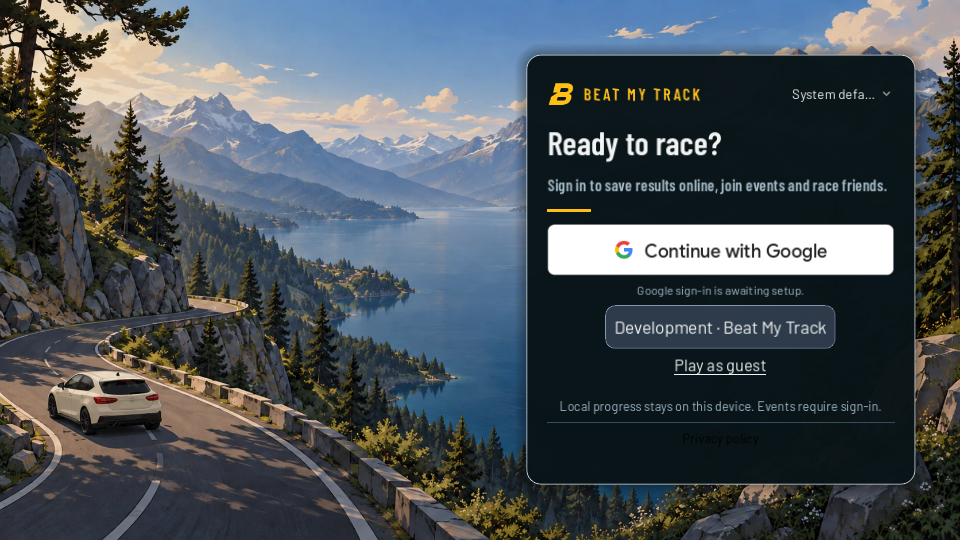 BEAT MY TRACK
System defa...
Ready to race?
Sign in to save results online, join events and race friends.
Continue with Google
Google sign-in is awaiting setup.
Development · Beat My Track
Play as guest
Local progress stays on this device. Events require sign-in.
Privacy policy